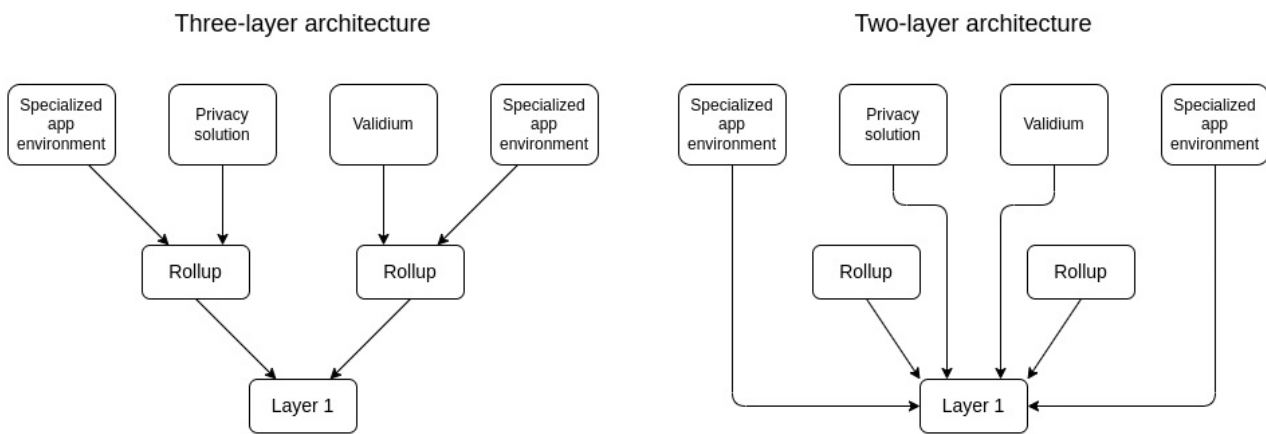 Three-layer architecture
Specialized
app
environment
Privacy
solution
Validium
Specialized
app
environment
Rollup
Rollup
Layer 1
Two-layer architecture
Specialized
app
environment
Privacy
solution
Validium
Specialized
app
environment
Rollup
Rollup
Layer 1